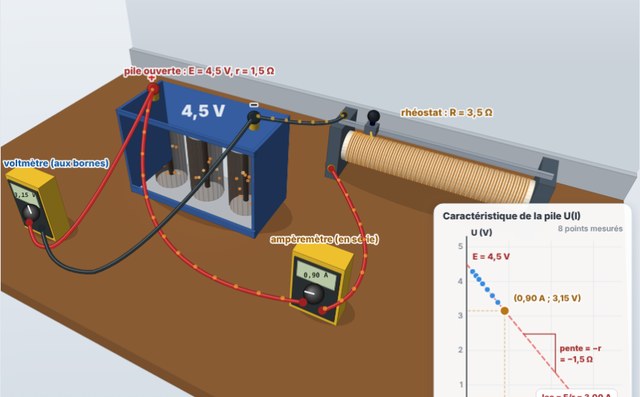 pile ouverte : E = 4,5 V, r = 1,5 Ω
+
4,5 V
−
rhéostat : R = 3,5 Ω
voltmètre (aux bornes)
3,15 V
ampèremètre (en série)
0,90 A
Caractéristique de la pile U(I)
8 points mesurés
U (V)
5
E = 4,5 V
4
(0,90 A ; 3,15 V)
3
pente = −r
= −1,5 Ω
2
1